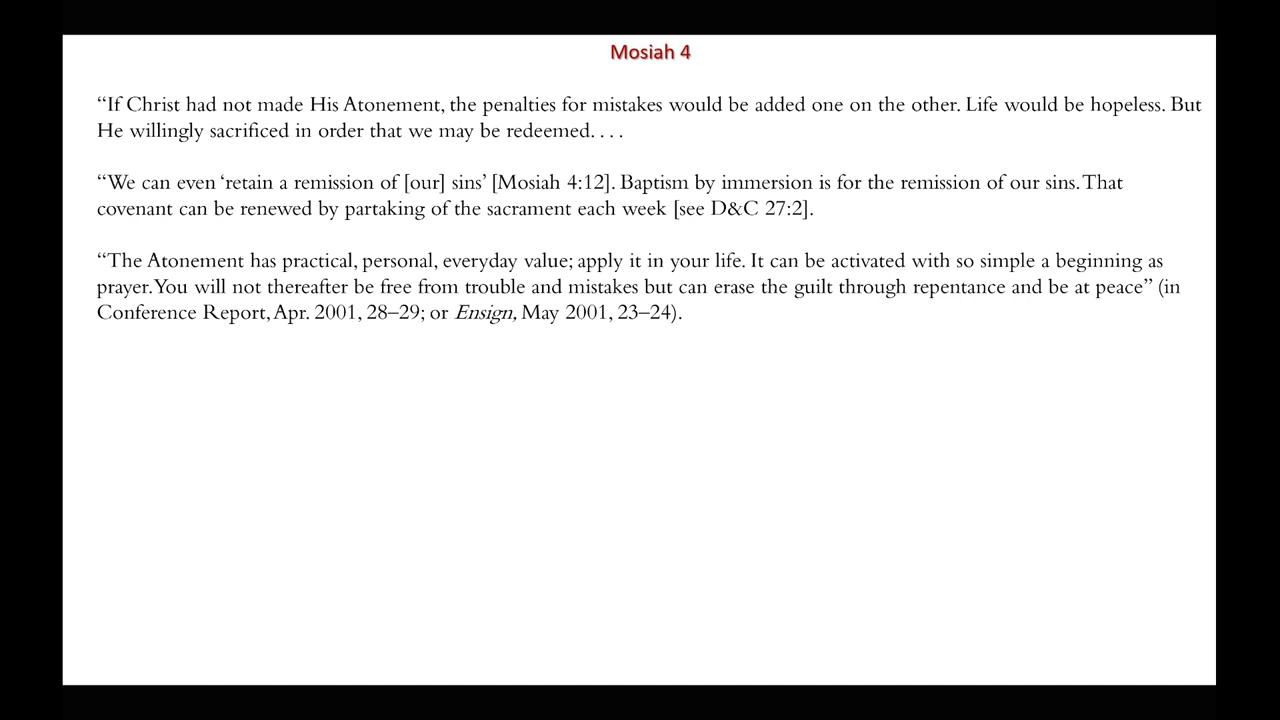 Mosiah 4
“If Christ had not made His Atonement, the penalties for mistakes would be added one on the other. Life would be hopeless. But
He willingly sacrificed in order that we may be redeemed. . . .
“We can even ‘retain a remission of [our] sins’ [Mosiah 4:12]. Baptism by immersion is for the remission of our sins. That
covenant can be renewed by partaking of the sacrament each week [see D&C 27:2].
“The Atonement has practical, personal, everyday value; apply it in your life. It can be activated with so simple a beginning as
prayer. You will not thereafter be free from trouble and mistakes but can erase the guilt through repentance and be at peace” (in
Conference Report, Apr. 2001, 28–29; or Ensign, May 2001, 23–24).